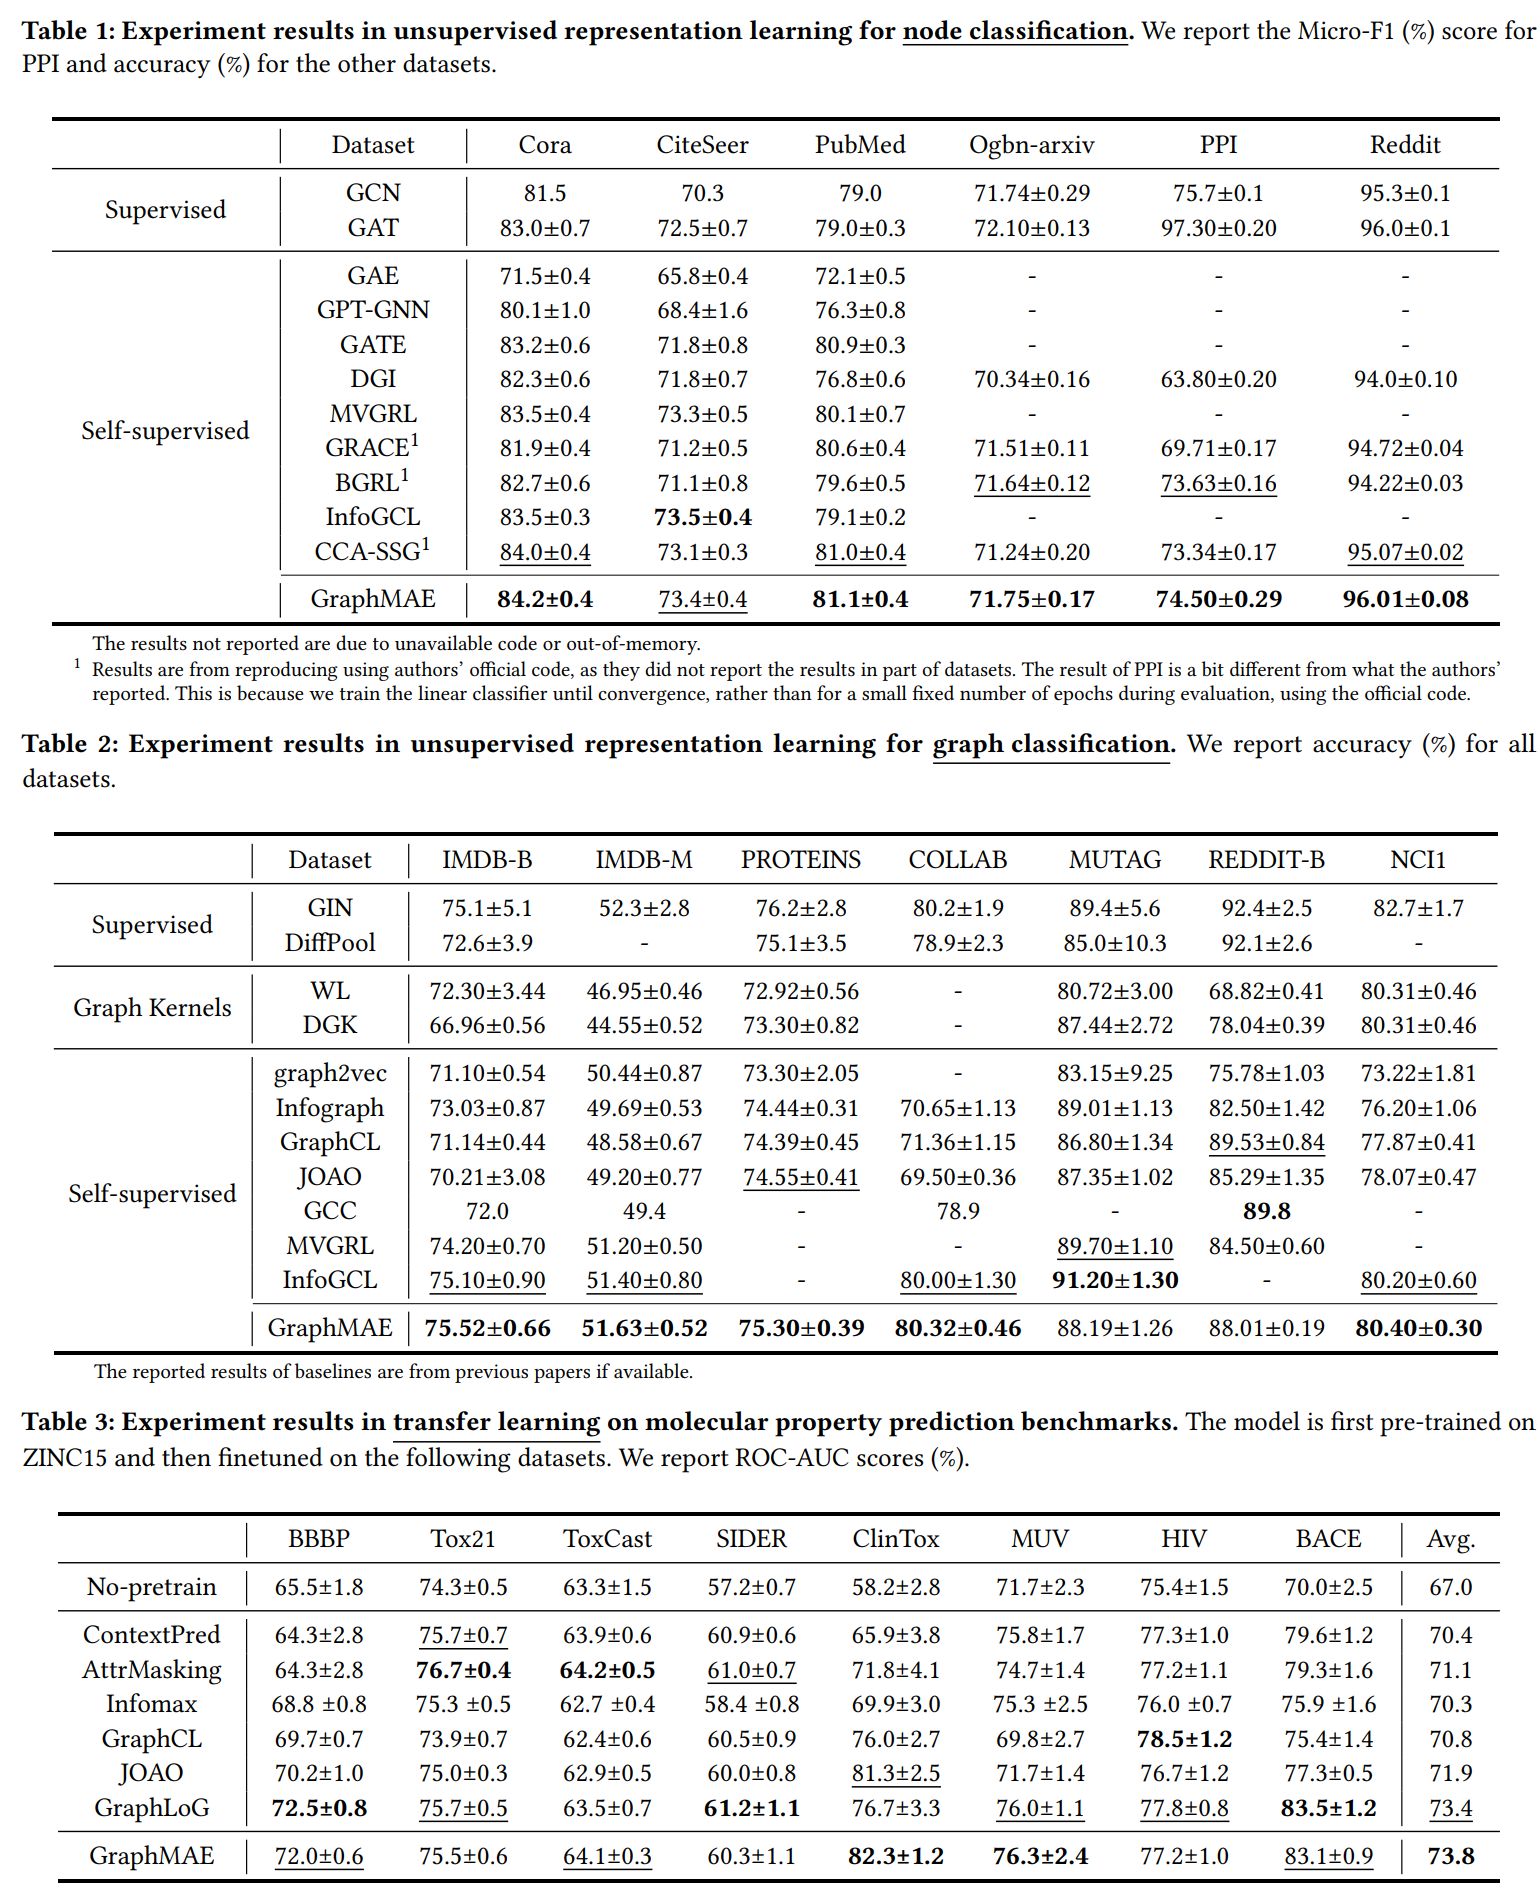 Table 1: Experiment results in unsupervised representation learning for node classification. We report the Micro-F1 (%) score for
PPI and accuracy (%) for the other datasets.
Dataset Cora CiteSeer PubMed Ogbn-arxiv PPI Reddit
Supervised
GCN 81.5 70.3 79.0 71.74±0.29 75.7±0.1 95.3±0.1
GAT 83.0±0.7 72.5±0.7 79.0±0.3 72.10±0.13 97.30±0.20 96.0±0.1
Self-supervised
GAE 71.5±0.4 65.8±0.4 72.1±0.5 - - -
GPT-GNN 80.1±1.0 68.4±1.6 76.3±0.8 - - -
GATE 83.2±0.6 71.8±0.8 80.9±0.3 - - -
DGI 82.3±0.6 71.8±0.7 76.8±0.6 70.34±0.16 63.80±0.20 94.0±0.10
MVGRL 83.5±0.4 73.3±0.5 80.1±0.7 - - -
GRACE¹ 81.9±0.4 71.2±0.5 80.6±0.4 71.51±0.11 69.71±0.17 94.72±0.04
BGRL¹ 82.7±0.6 71.1±0.8 79.6±0.5 71.64±0.12 73.63±0.16 94.22±0.03
InfoGCL 83.5±0.3 73.5±0.4 79.1±0.2 - - -
CCA-SSG¹ 84.0±0.4 73.1±0.3 81.0±0.4 71.24±0.20 73.34±0.17 95.07±0.02
GraphMAE 84.2±0.4 73.4±0.4 81.1±0.4 71.75±0.17 74.50±0.29 96.01±0.08
The results not reported are due to unavailable code or out-of-memory.
¹ Results are from reproducing using authors' official code, as they did not report the results in part of datasets. The result of PPI is a bit different from what the authors'
reported. This is because we train the linear classifier until convergence, rather than for a small fixed number of epochs during evaluation, using the official code.
Table 2: Experiment results in unsupervised representation learning for graph classification. We report accuracy (%) for all
datasets.
Dataset IMDB-B IMDB-M PROTEINS COLLAB MUTAG REDDIT-B NCI1
Supervised
GIN 75.1±5.1 52.3±2.8 76.2±2.8 80.2±1.9 89.4±5.6 92.4±2.5 82.7±1.7
DiffPool 72.6±3.9 - 75.1±3.5 78.9±2.3 85.0±10.3 92.1±2.6 -
Graph Kernels
WL 72.30±3.44 46.95±0.46 72.92±0.56 - 80.72±3.00 68.82±0.41 80.31±0.46
DGK 66.96±0.56 44.55±0.52 73.30±0.82 - 87.44±2.72 78.04±0.39 80.31±0.46
Self-supervised
graph2vec 71.10±0.54 50.44±0.87 73.30±2.05 - 83.15±9.25 75.78±1.03 73.22±1.81
Infograph 73.03±0.87 49.69±0.53 74.44±0.31 70.65±1.13 89.01±1.13 82.50±1.42 76.20±1.06
GraphCL 71.14±0.44 48.58±0.67 74.39±0.45 71.36±1.15 86.80±1.34 89.53±0.84 77.87±0.41
JOAO 70.21±3.08 49.20±0.77 74.55±0.41 69.50±0.36 87.35±1.02 85.29±1.35 78.07±0.47
GCC 72.0 49.4 - 78.9 - 89.8 -
MVGRL 74.20±0.70 51.20±0.50 - - 89.70±1.10 84.50±0.60 -
InfoGCL 75.10±0.90 51.40±0.80 - 80.00±1.30 91.20±1.30 - 80.20±0.60
GraphMAE 75.52±0.66 51.63±0.52 75.30±0.39 80.32±0.46 88.19±1.26 88.01±0.19 80.40±0.30
The reported results of baselines are from previous papers if available.
Table 3: Experiment results in transfer learning on molecular property prediction benchmarks. The model is first pre-trained on
ZINC15 and then finetuned on the following datasets. We report ROC-AUC scores (%).
BBBP Tox21 ToxCast SIDER ClinTox MUV HIV BACE Avg.
No-pretrain 65.5±1.8 74.3±0.5 63.3±1.5 57.2±0.7 58.2±2.8 71.7±2.3 75.4±1.5 70.0±2.5 67.0
ContextPred 64.3±2.8 75.7±0.7 63.9±0.6 60.9±0.6 65.9±3.8 75.8±1.7 77.3±1.0 79.6±1.2 70.4
AttrMasking 64.3±2.8 76.7±0.4 64.2±0.5 61.0±0.7 71.8±4.1 74.7±1.4 77.2±1.1 79.3±1.6 71.1
Infomax 68.8 ±0.8 75.3 ±0.5 62.7 ±0.4 58.4 ±0.8 69.9±3.0 75.3 ±2.5 76.0 ±0.7 75.9 ±1.6 70.3
GraphCL 69.7±0.7 73.9±0.7 62.4±0.6 60.5±0.9 76.0±2.7 69.8±2.7 78.5±1.2 75.4±1.4 70.8
JOAO 70.2±1.0 75.0±0.3 62.9±0.5 60.0±0.8 81.3±2.5 71.7±1.4 76.7±1.2 77.3±0.5 71.9
GraphLoG 72.5±0.8 75.7±0.5 63.5±0.7 61.2±1.1 76.7±3.3 76.0±1.1 77.8±0.8 83.5±1.2 73.4
GraphMAE 72.0±0.6 75.5±0.6 64.1±0.3 60.3±1.1 82.3±1.2 76.3±2.4 77.2±1.0 83.1±0.9 73.8